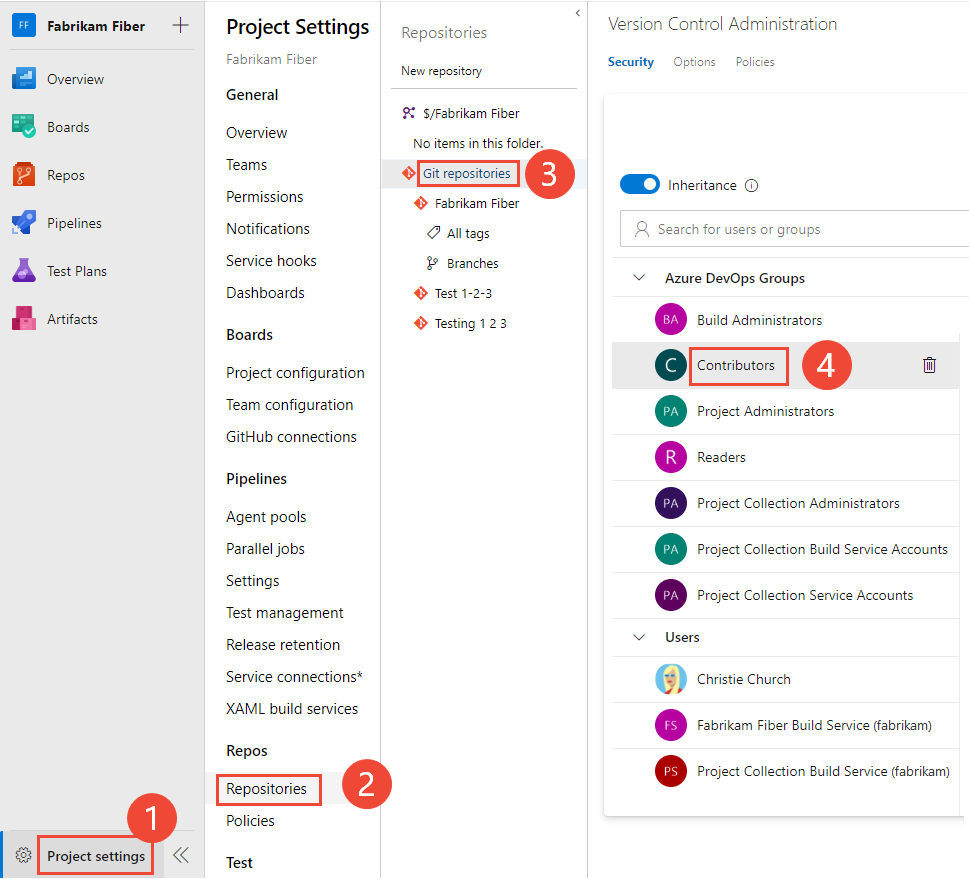 FF Fabrikam Fiber
Overview
Boards
Repos
Pipelines
Test Plans
Artifacts
1
Project settings
Project Settings
Fabrikam Fiber
General
Overview
Teams
Permissions
Notifications
Service hooks
Dashboards
Boards
Project configuration
Team configuration
GitHub connections
Pipelines
Agent pools
Parallel jobs
Settings
Test management
Release retention
Service connections*
XAML build services
Repos
Repositories 2
Policies
Test
Repositories
New repository
$/Fabrikam Fiber
No items in this folder.
Git repositories 3
Fabrikam Fiber
All tags
Branches
Test 1-2-3
Testing 1 2 3
Version Control Administration
Security Options Policies
Inheritance
Search for users or groups
Azure DevOps Groups
BA Build Administrators
C Contributors 4
PA Project Administrators
R Readers
PA Project Collection Administrators
PA Project Collection Build Service Accounts
PA Project Collection Service Accounts
Users
Christie Church
FS Fabrikam Fiber Build Service (fabrikam)
PS Project Collection Build Service (fabrikam)